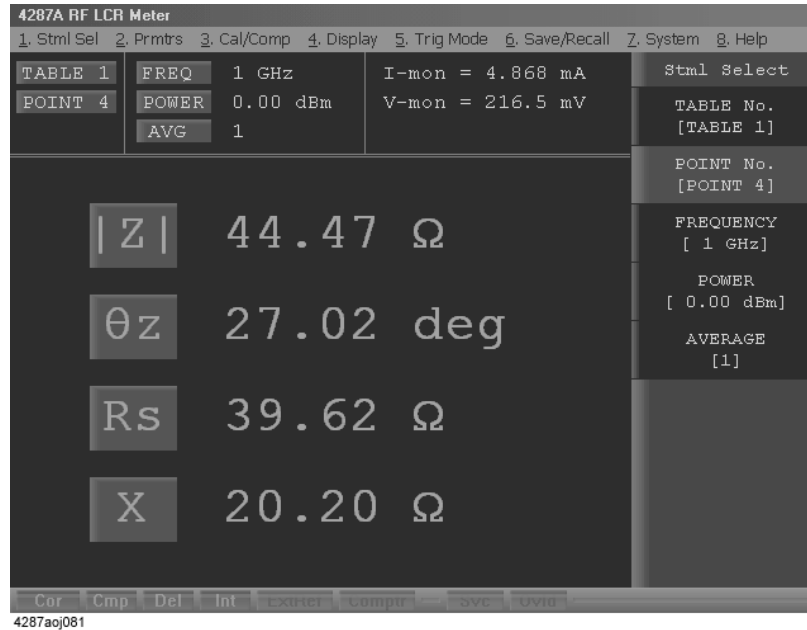 4287A RF LCR Meter
1. Stml Sel 2. Prmtrs 3. Cal/Comp 4. Display 5. Trig Mode 6. Save/Recall 7. System 8. Help
TABLE 1 FREQ 1 GHz I-mon = 4.868 mA
POINT 4 POWER 0.00 dBm V-mon = 216.5 mV
AVG 1
Stml Select
TABLE No.
[TABLE 1]
POINT No.
[POINT 4]
FREQUENCY
[ 1 GHz]
POWER
[ 0.00 dBm]
AVERAGE
[1]
|Z| 44.47 Ω
θz 27.02 deg
Rs 39.62 Ω
X 20.20 Ω
Cor Cmp Del Int ExtRef Comptr Svc Ovld
4287aoj081